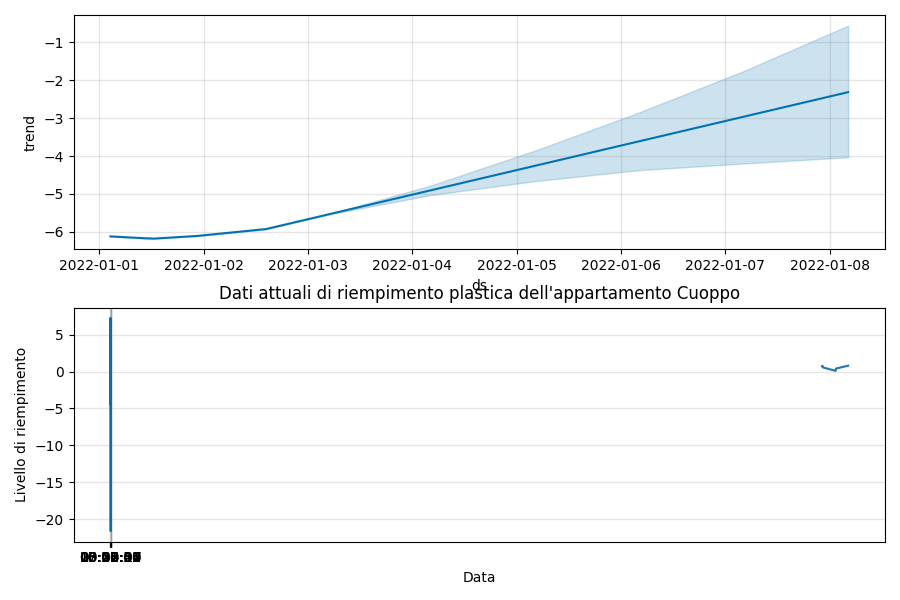 −1
−2
−3
−4
−5
−6
trend
2022-01-01 2022-01-02 2022-01-03 2022-01-04 2022-01-05 2022-01-06 2022-01-07 2022-01-08
ds
Dati attuali di riempimento plastica dell'appartamento Cuoppo
5
0
−5
−10
−15
−20
Livello di riempimento
Data